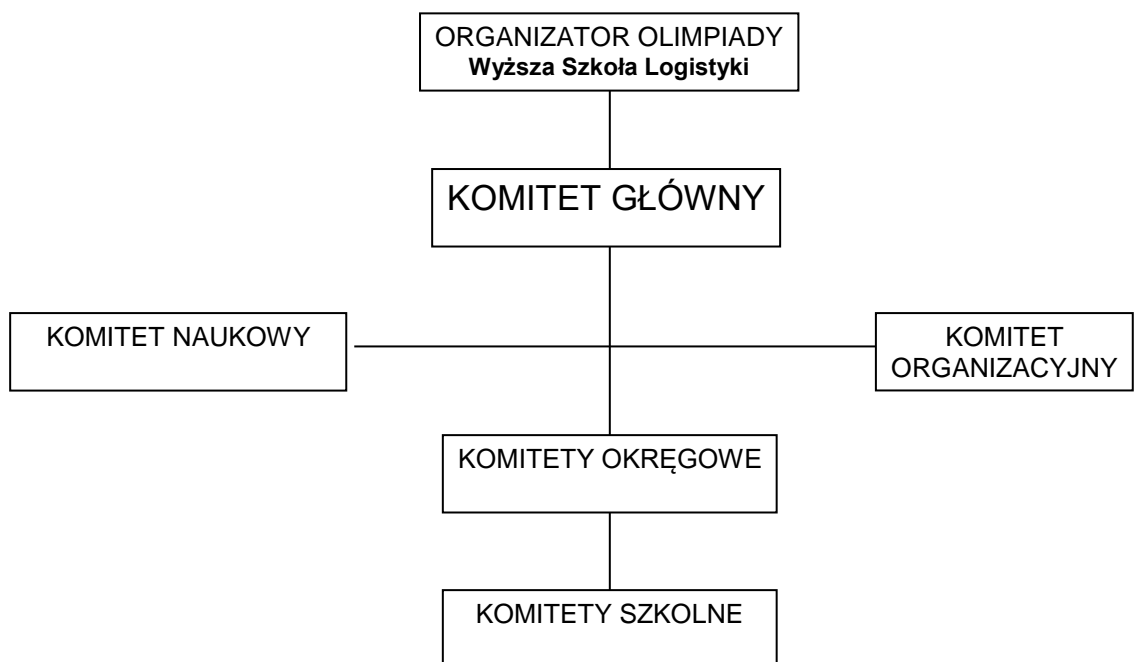 ORGANIZATOR OLIMPIADY
Wyższa Szkoła Logistyki
KOMITET GŁÓWNY
KOMITET NAUKOWY
KOMITET
ORGANIZACYJNY
KOMITETY OKRĘGOWE
KOMITETY SZKOLNE